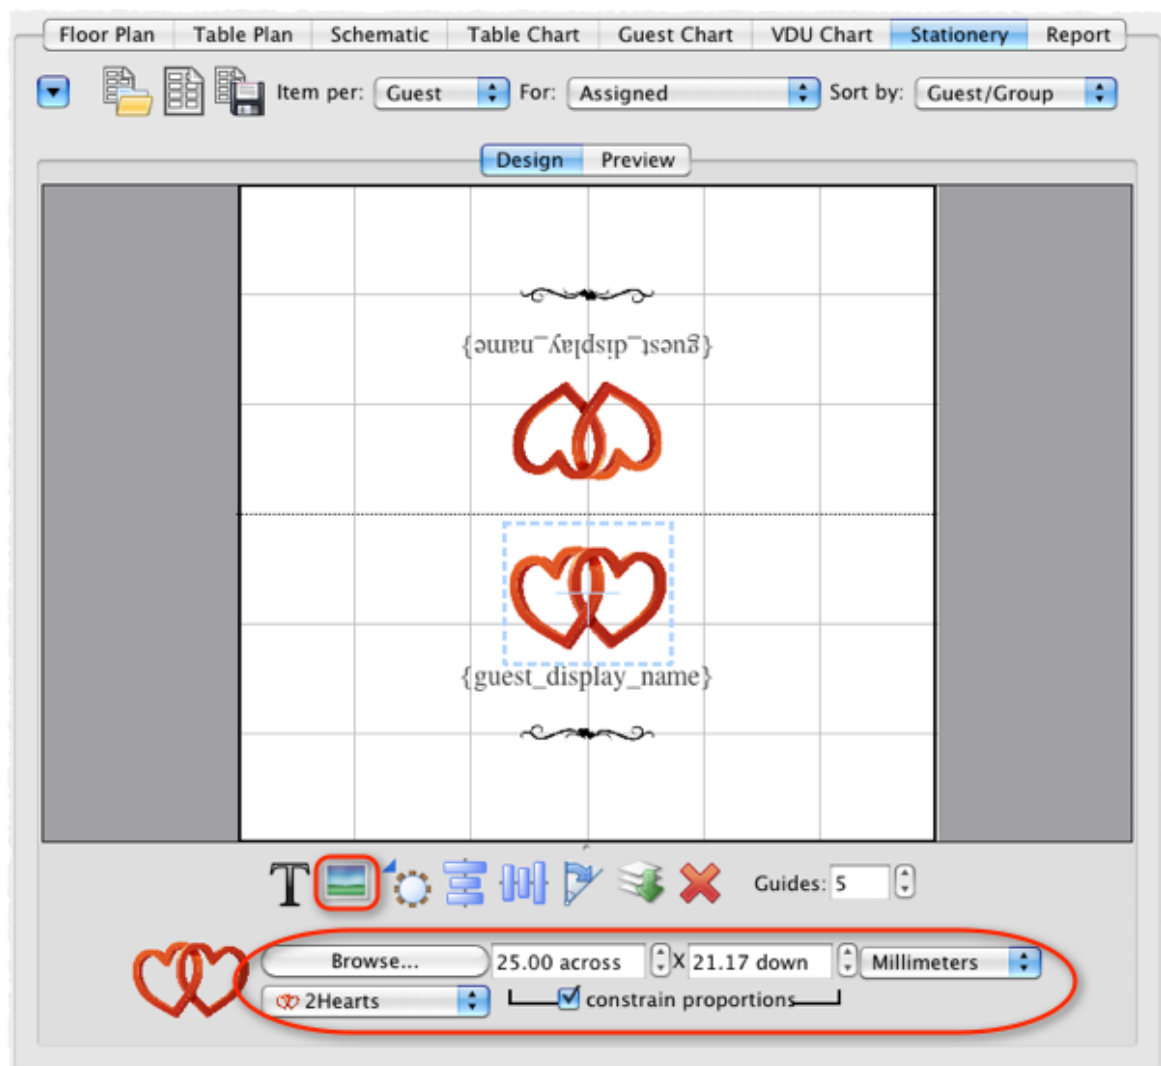 Floor Plan Table Plan Schematic Table Chart Guest Chart VDU Chart Stationery Report
Item per: Guest For: Assigned Sort by: Guest/Group
Design Preview
{guest_display_name}
{guest_display_name}
T Guides: 5
Browse... 25.00 across X 21.17 down Millimeters
2Hearts constrain proportions